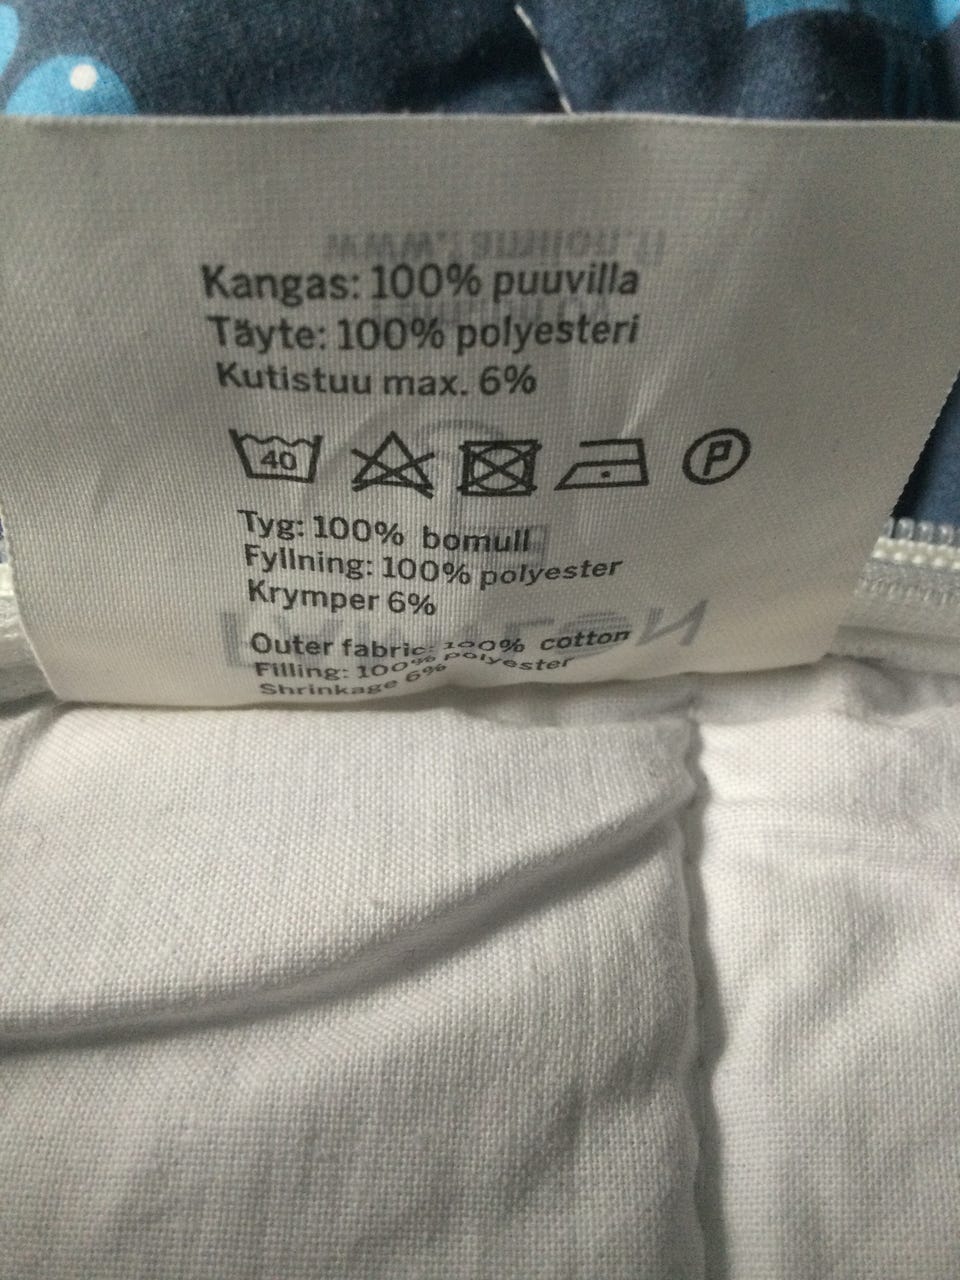 Kangas: 100% puuvilla
Täyte: 100% polyesteri
Kutistuu max. 6%
40 P
Tyg: 100% bomull
Fyllning: 100% polyester
Krymper 6%
Outer fabric: 100% cotton
Filling: 100% polyester
Shrinkage 6%